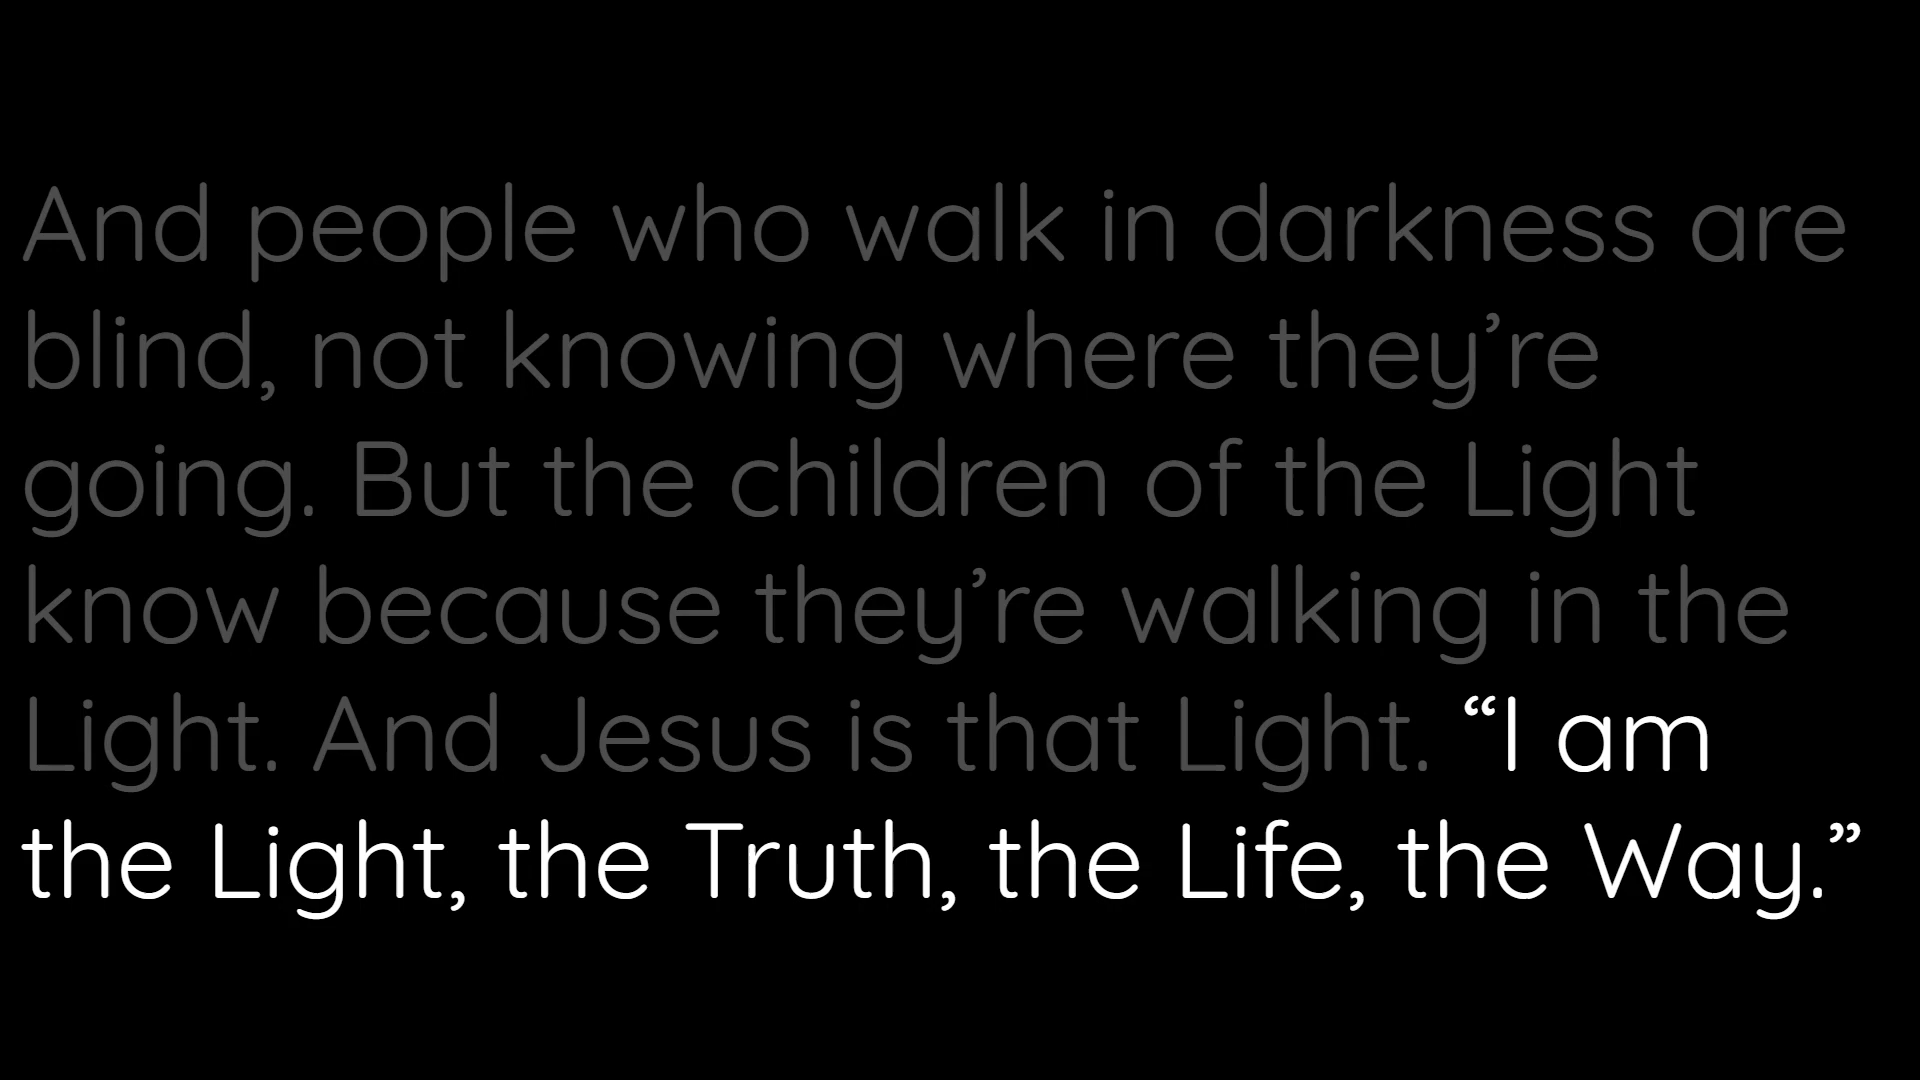 And people who walk in darkness are
blind, not knowing where they’re
going. But the children of the Light
know because they’re walking in the
Light. And Jesus is that Light. “I am
the Light, the Truth, the Life, the Way.”